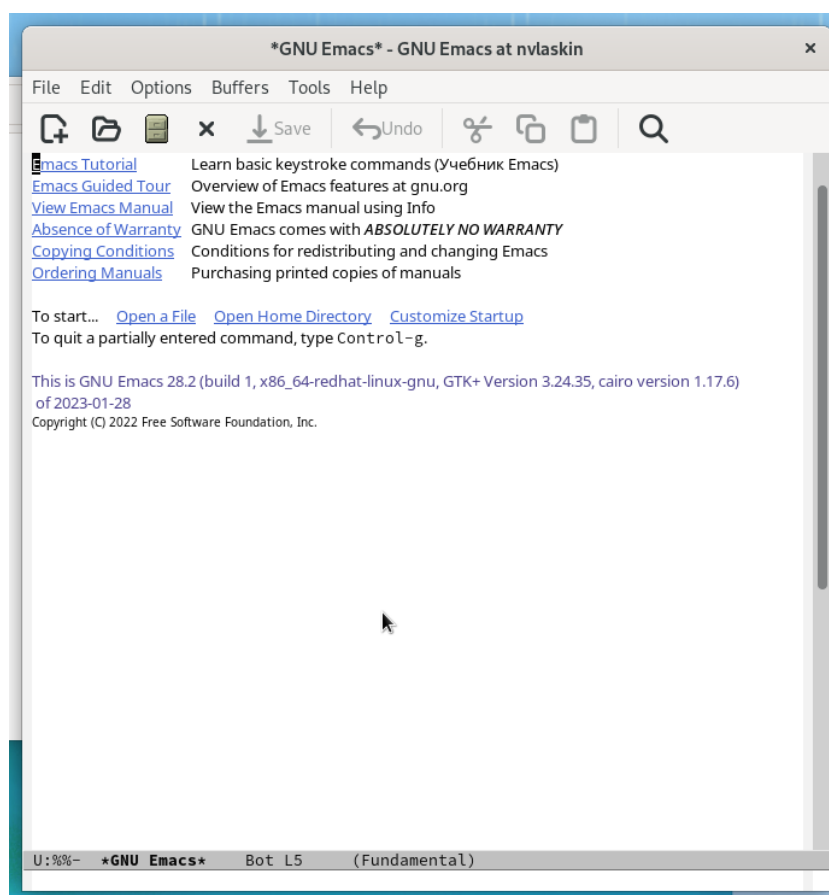 *GNU Emacs* - GNU Emacs at nvlaskin ×
File Edit Options Buffers Tools Help
Save Undo
Emacs Tutorial Learn basic keystroke commands (Учебник Emacs)
Emacs Guided Tour Overview of Emacs features at gnu.org
View Emacs Manual View the Emacs manual using Info
Absence of Warranty GNU Emacs comes with ABSOLUTELY NO WARRANTY
Copying Conditions Conditions for redistributing and changing Emacs
Ordering Manuals Purchasing printed copies of manuals
To start... Open a File Open Home Directory Customize Startup
To quit a partially entered command, type Control-g.
This is GNU Emacs 28.2 (build 1, x86_64-redhat-linux-gnu, GTK+ Version 3.24.35, cairo version 1.17.6)
of 2023-01-28
Copyright (C) 2022 Free Software Foundation, Inc.
U:%%- *GNU Emacs* Bot L5 (Fundamental)